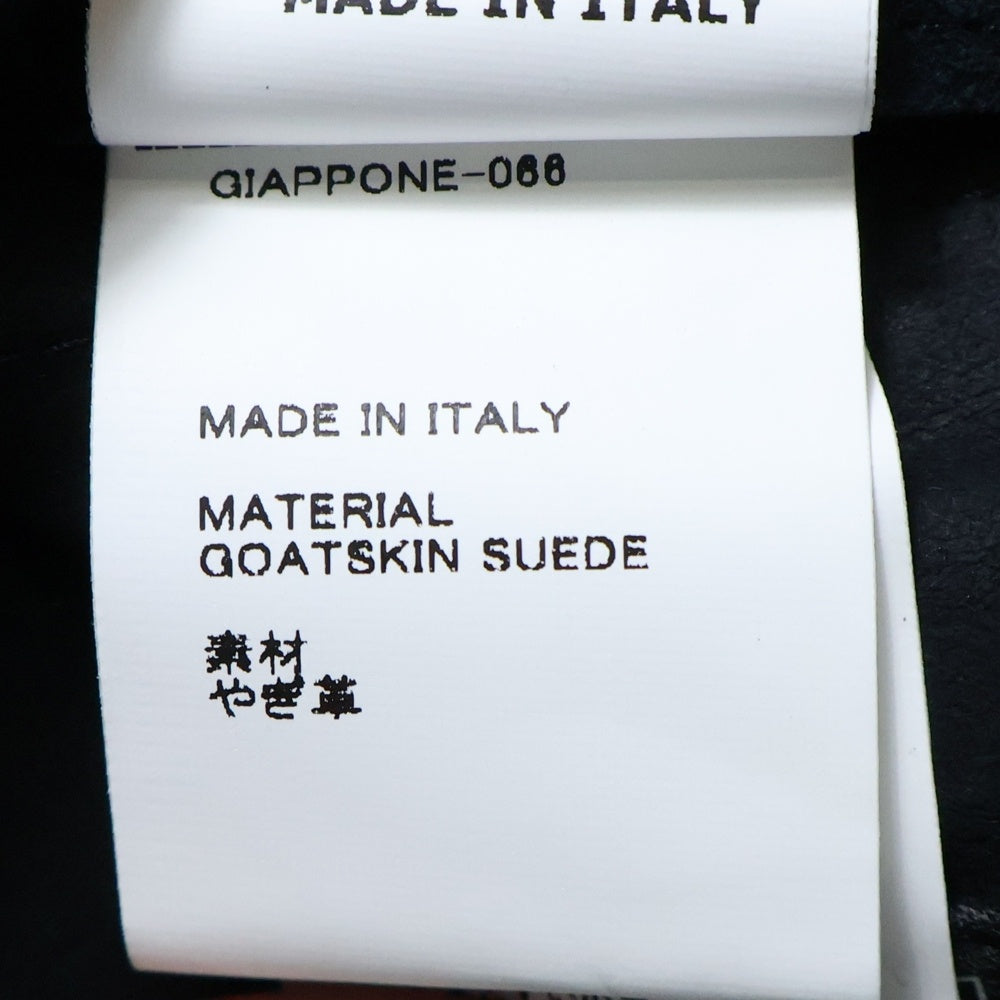 MADE IN ITALY
GIAPPONE-066
MADE IN ITALY
MATERIAL
GOATSKIN SUEDE
素材
やぎ革